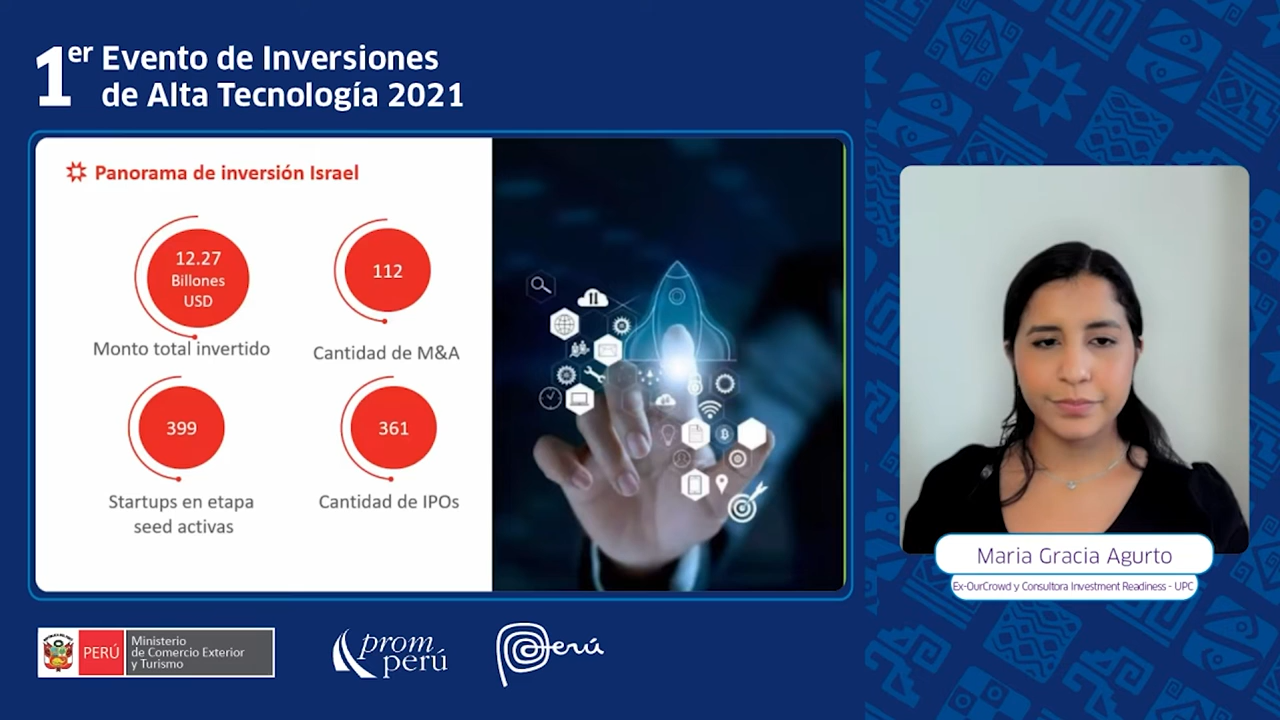 1er Evento de Inversiones
de Alta Tecnología 2021
Panorama de inversión Israel
12.27
Billones
USD
Monto total invertido
112
Cantidad de M&A
399
Startups en etapa
seed activas
361
Cantidad de IPOs
Maria Gracia Agurto
Ex-OurCrowd y Consultora Investment Readiness - UPC
PERÚ
Ministerio
de Comercio Exterior
y Turismo
prom
perú
Perú